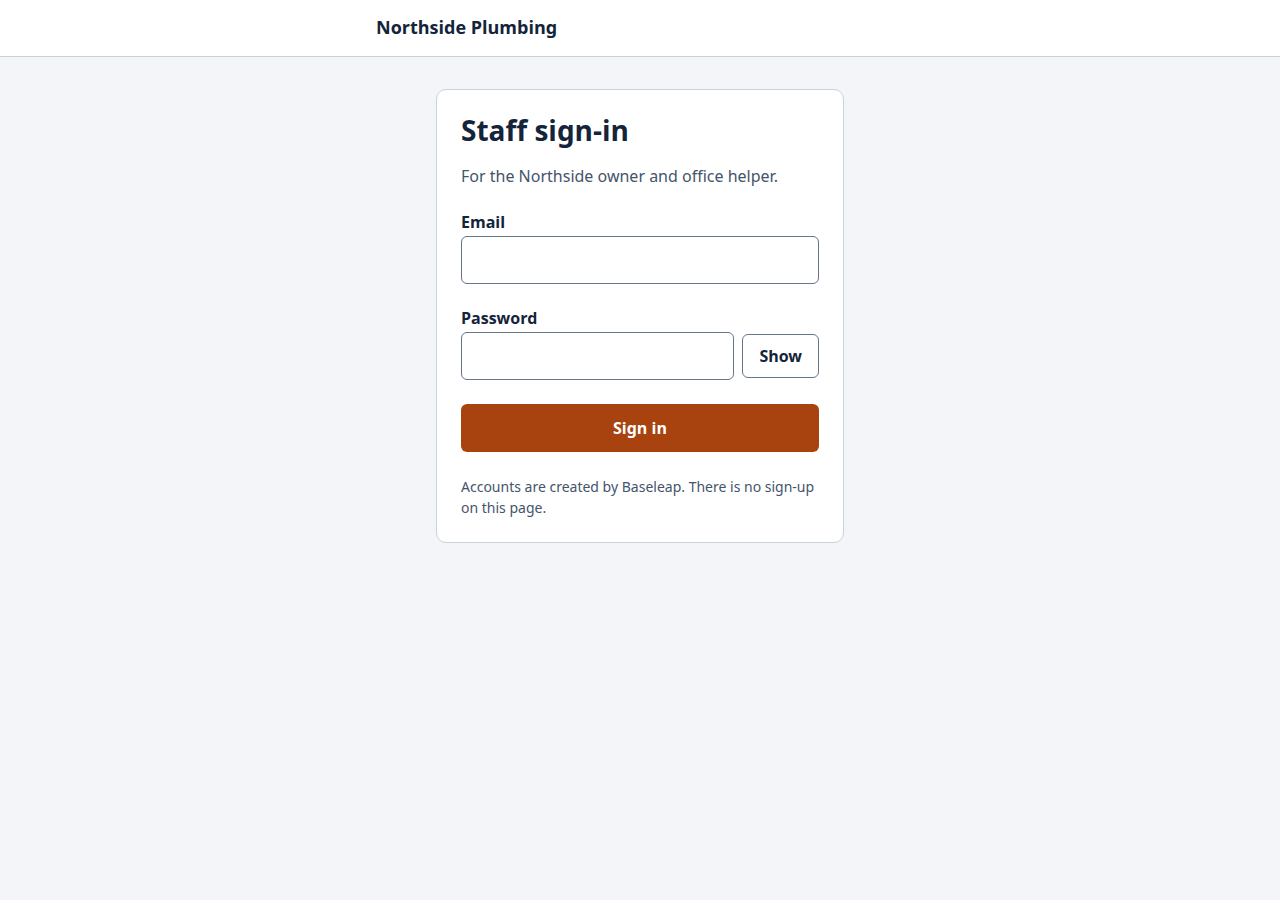 Northside Plumbing
Staff sign-in
For the Northside owner and office helper.
Email
Password
Show
Sign in
Accounts are created by Baseleap. There is no sign-up
on this page.